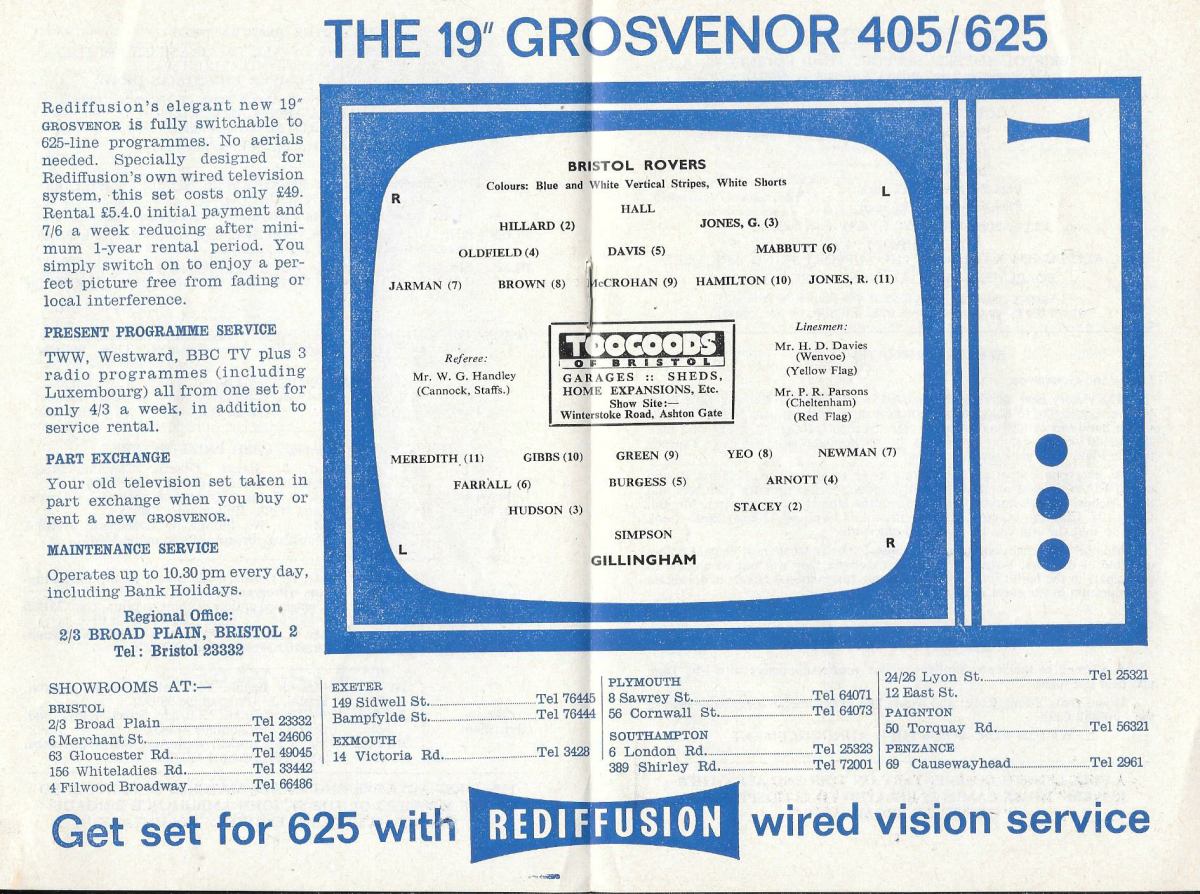 THE 19" GROSVENOR 405/625
Rediffusion's elegant new 19"
GROSVENOR is fully switchable to
625-line programmes. No aerials
needed. Specially designed for
Rediffusion's own wired television
system, this set costs only £49.
Rental £5.4.0 initial payment and
7/6 a week reducing after mini-
mum 1-year rental period. You
simply switch on to enjoy a per-
fect picture free from fading or
local interference.
PRESENT PROGRAMME SERVICE
TWW, Westward, BBC TV plus 3
radio programmes (including
Luxembourg) all from one set for
only 4/3 a week, in addition to
service rental.
PART EXCHANGE
Your old television set taken in
part exchange when you buy or
rent a new GROSVENOR.
MAINTENANCE SERVICE
Operates up to 10.30 pm every day,
including Bank Holidays.
Regional Office:
2/3 BROAD PLAIN, BRISTOL 2
Tel: Bristol 23332
BRISTOL ROVERS
Colours: Blue and White Vertical Stripes, White Shorts
R L
HALL
HILLARD (2) JONES, G. (3)
OLDFIELD (4) DAVIS (5) MABBUTT (6)
JARMAN (7) BROWN (8) McCROHAN (9) HAMILTON (10) JONES, R. (11)
Referee:
Mr. W. G. Handley
(Cannock, Staffs.)
TOOGOODS
OF BRISTOL
GARAGES :: SHEDS,
HOME EXPANSIONS, Etc.
Show Site:—
Winterstoke Road, Ashton Gate
Linesmen:
Mr. H. D. Davies
(Wenvoe)
(Yellow Flag)
Mr. P. R. Parsons
(Cheltenham)
(Red Flag)
MEREDITH (11) GIBBS (10) GREEN (9) YEO (8) NEWMAN (7)
FARRALL (6) BURGESS (5) ARNOTT (4)
HUDSON (3) STACEY (2)
SIMPSON
L R
GILLINGHAM
SHOWROOMS AT:—
BRISTOL
2/3 Broad Plain Tel 23332
6 Merchant St. Tel 24606
63 Gloucester Rd. Tel 49045
156 Whiteladies Rd. Tel 33442
4 Filwood Broadway Tel 66486
EXETER
149 Sidwell St. Tel 76445
Bampfylde St. Tel 76444
EXMOUTH
14 Victoria Rd. Tel 3428
PLYMOUTH
8 Sawrey St. Tel 64071
56 Cornwall St. Tel 64073
SOUTHAMPTON
6 London Rd. Tel 25323
389 Shirley Rd. Tel 72001
24/26 Lyon St. Tel 25321
12 East St.
PAIGNTON
50 Torquay Rd. Tel 56321
PENZANCE
69 Causewayhead Tel 2961
Get set for 625 with REDIFFUSION wired vision service